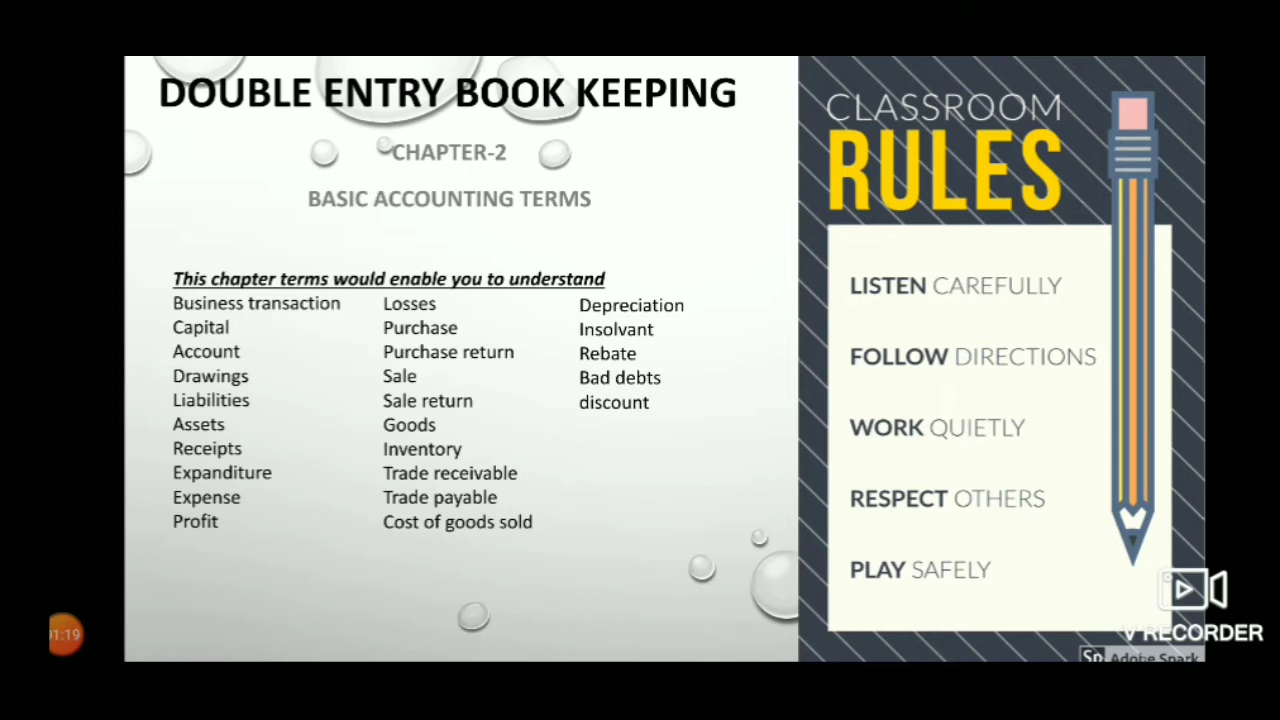 DOUBLE ENTRY BOOK KEEPING
CHAPTER-2
BASIC ACCOUNTING TERMS
This chapter terms would enable you to understand
Business transaction
Capital
Account
Drawings
Liabilities
Assets
Receipts
Expanditure
Expense
Profit
Losses
Purchase
Purchase return
Sale
Sale return
Goods
Inventory
Trade receivable
Trade payable
Cost of goods sold
Depreciation
Insolvant
Rebate
Bad debts
discount
CLASSROOM
RULES
LISTEN CAREFULLY
FOLLOW DIRECTIONS
WORK QUIETLY
RESPECT OTHERS
PLAY SAFELY
V RECORDER
Sp Adobe Spark